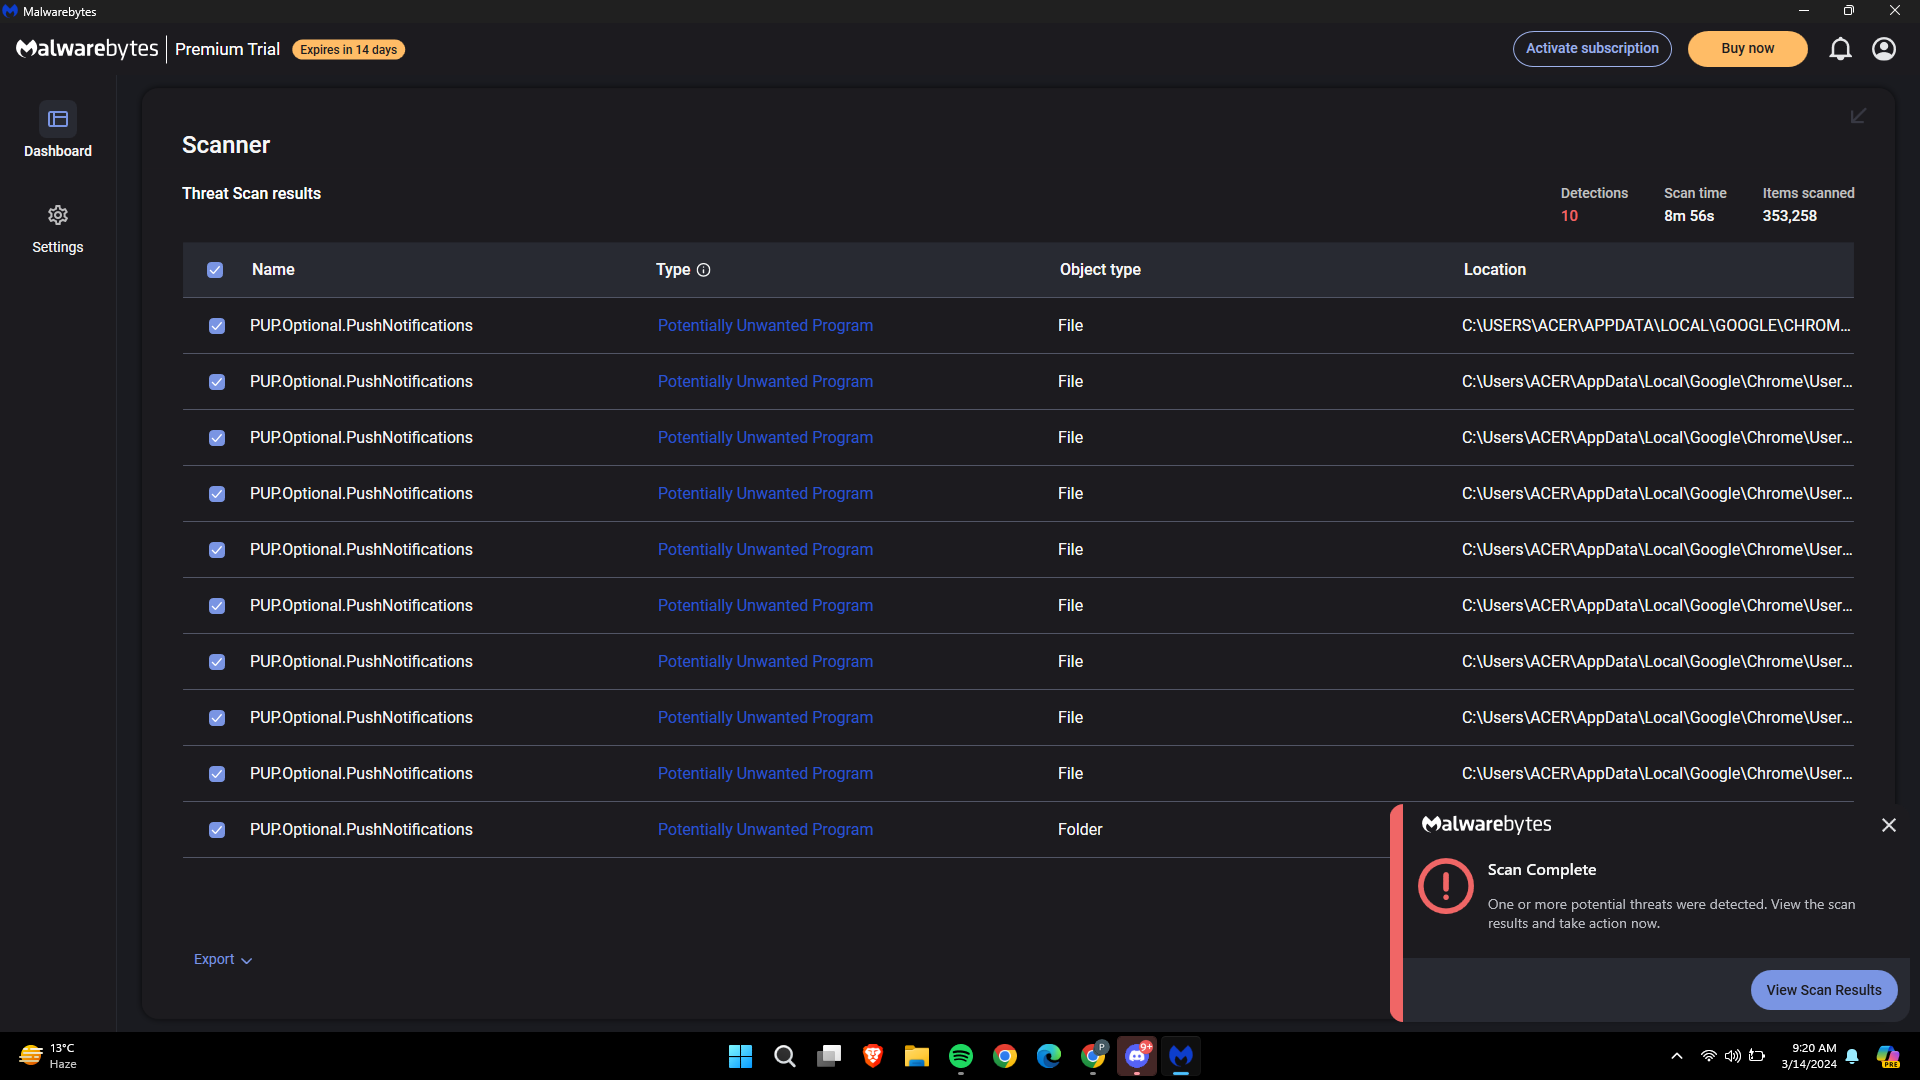 Malwarebytes
Malwarebytes Premium Trial Expires in 14 days Activate subscription Buy now
Dashboard
Settings
Scanner
Threat Scan results
Detections Scan time Items scanned
10 8m 56s 353,258
Name Type Object type Location
PUP.Optional.PushNotifications Potentially Unwanted Program File C:\USERS\ACER\APPDATA\LOCAL\GOOGLE\CHROM...
PUP.Optional.PushNotifications Potentially Unwanted Program File C:\Users\ACER\AppData\Local\Google\Chrome\User...
PUP.Optional.PushNotifications Potentially Unwanted Program File C:\Users\ACER\AppData\Local\Google\Chrome\User...
PUP.Optional.PushNotifications Potentially Unwanted Program File C:\Users\ACER\AppData\Local\Google\Chrome\User...
PUP.Optional.PushNotifications Potentially Unwanted Program File C:\Users\ACER\AppData\Local\Google\Chrome\User...
PUP.Optional.PushNotifications Potentially Unwanted Program File C:\Users\ACER\AppData\Local\Google\Chrome\User...
PUP.Optional.PushNotifications Potentially Unwanted Program File C:\Users\ACER\AppData\Local\Google\Chrome\User...
PUP.Optional.PushNotifications Potentially Unwanted Program File C:\Users\ACER\AppData\Local\Google\Chrome\User...
PUP.Optional.PushNotifications Potentially Unwanted Program File C:\Users\ACER\AppData\Local\Google\Chrome\User...
PUP.Optional.PushNotifications Potentially Unwanted Program Folder
Export
Malwarebytes
Scan Complete
One or more potential threats were detected. View the scan
results and take action now.
View Scan Results
13°C
Haze
P
9+
9:20 AM
3/14/2024
PRE